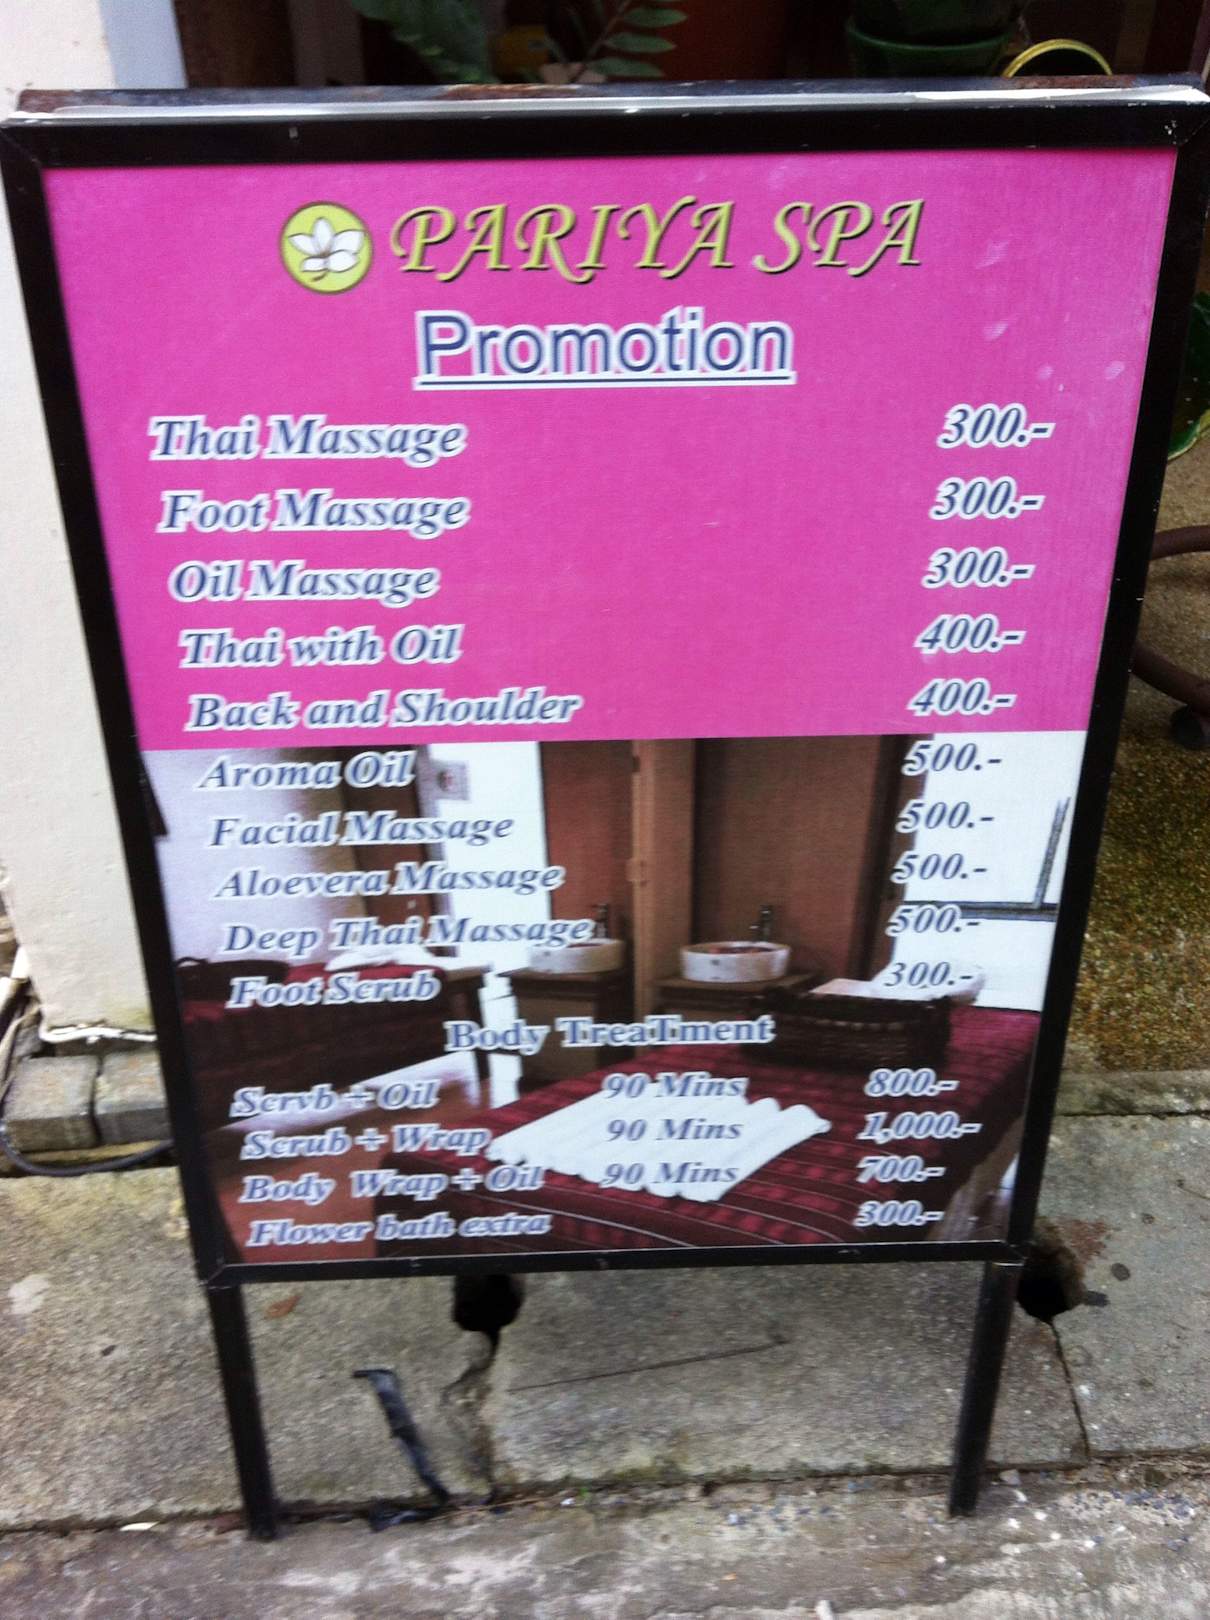 PARIYA SPA
Promotion
Thai Massage 300.-
Foot Massage 300.-
Oil Massage 300.-
Thai with Oil 400.-
Back and Shoulder 400.-
Aroma Oil 500.-
Facial Massage 500.-
Aloevera Massage 500.-
Deep Thai Massage 500.-
Foot Scrub 300.-
Body TreaTment
Scrvb + Oil 90 Mins 800.-
Scrub + Wrap 90 Mins 1,000.-
Body Wrap + Oil 90 Mins 700.-
Flower bath extra 300.-